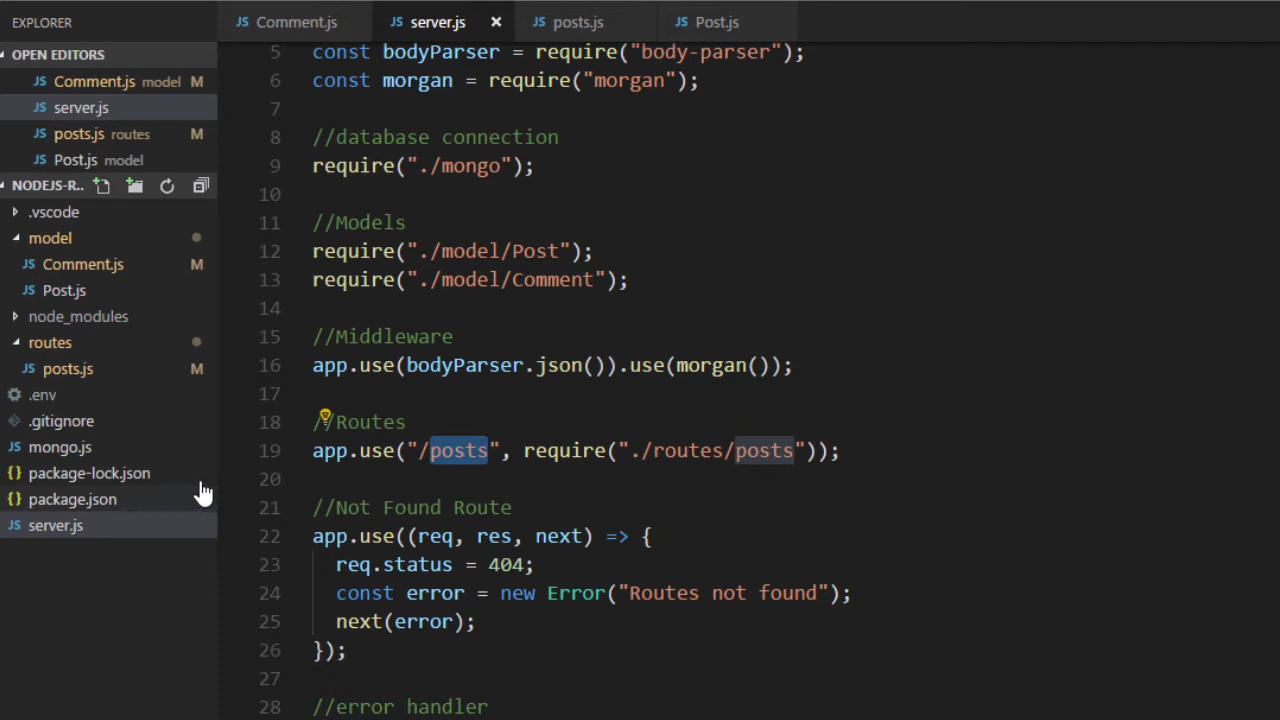 EXPLORER
OPEN EDITORS
JS Comment.js model M
JS server.js
JS posts.js routes M
JS Post.js model
NODEJS-R...
.vscode
model
JS Comment.js M
JS Post.js
node_modules
routes
JS posts.js M
.env
.gitignore
JS mongo.js
{} package-lock.json
{} package.json
JS server.js
JS Comment.js JS server.js × JS posts.js JS Post.js
5 const bodyParser = require("body-parser");
6 const morgan = require("morgan");
7
8 //database connection
9 require("./mongo");
10
11 //Models
12 require("./model/Post");
13 require("./model/Comment");
14
15 //Middleware
16 app.use(bodyParser.json()).use(morgan());
17
18 //Routes
19 app.use("/posts", require("./routes/posts"));
20
21 //Not Found Route
22 app.use((req, res, next) => {
23 req.status = 404;
24 const error = new Error("Routes not found");
25 next(error);
26 });
27
28 //error handler